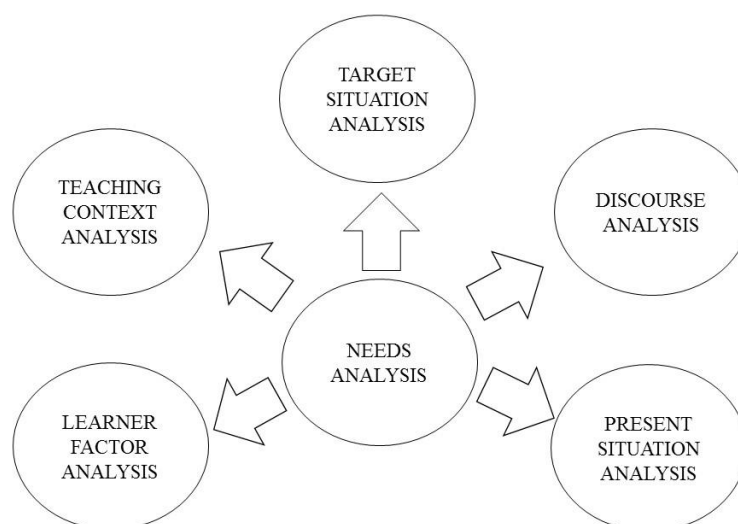 TARGET
SITUATION
ANALYSIS
TEACHING
CONTEXT
ANALYSIS
DISCOURSE
ANALYSIS
NEEDS
ANALYSIS
LEARNER
FACTOR
ANALYSIS
PRESENT
SITUATION
ANALYSIS